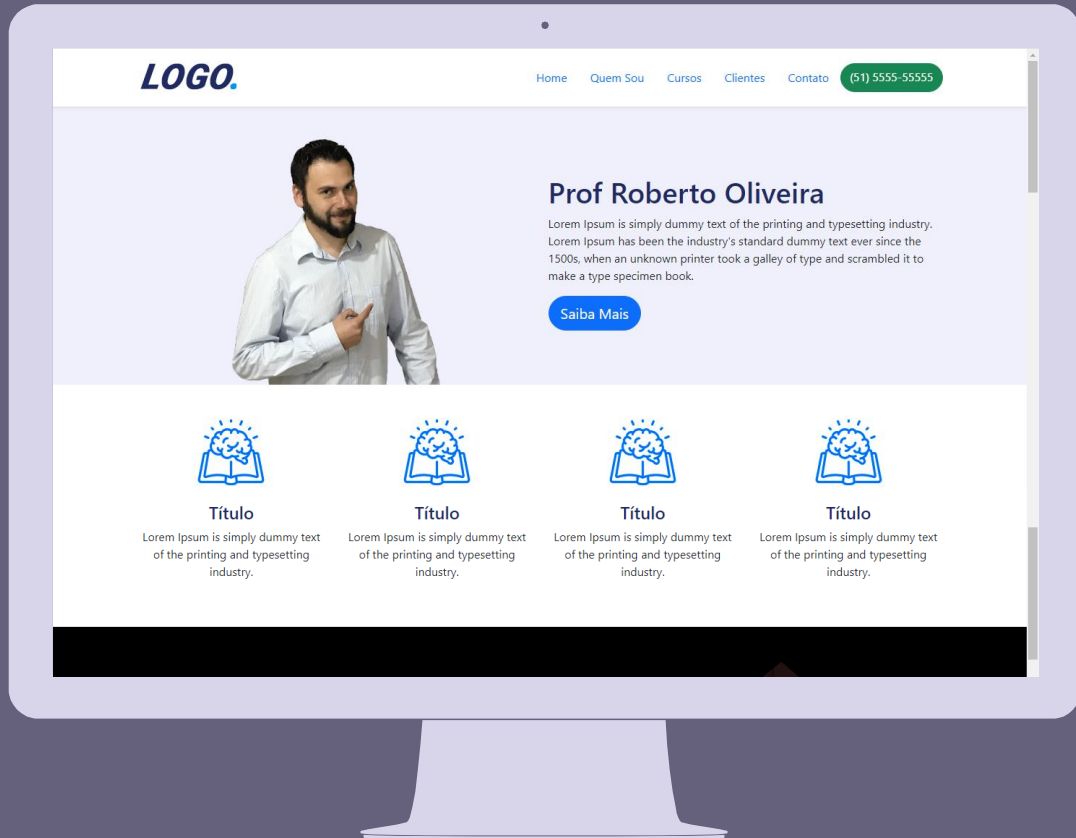 LOGO.
Home Quem Sou Cursos Clientes Contato (51) 5555-55555
Prof Roberto Oliveira
Lorem Ipsum is simply dummy text of the printing and typesetting industry.
Lorem Ipsum has been the industry's standard dummy text ever since the
1500s, when an unknown printer took a galley of type and scrambled it to
make a type specimen book.
Saiba Mais
Título
Lorem Ipsum is simply dummy text
of the printing and typesetting
industry.
Título
Lorem Ipsum is simply dummy text
of the printing and typesetting
industry.
Título
Lorem Ipsum is simply dummy text
of the printing and typesetting
industry.
Título
Lorem Ipsum is simply dummy text
of the printing and typesetting
industry.